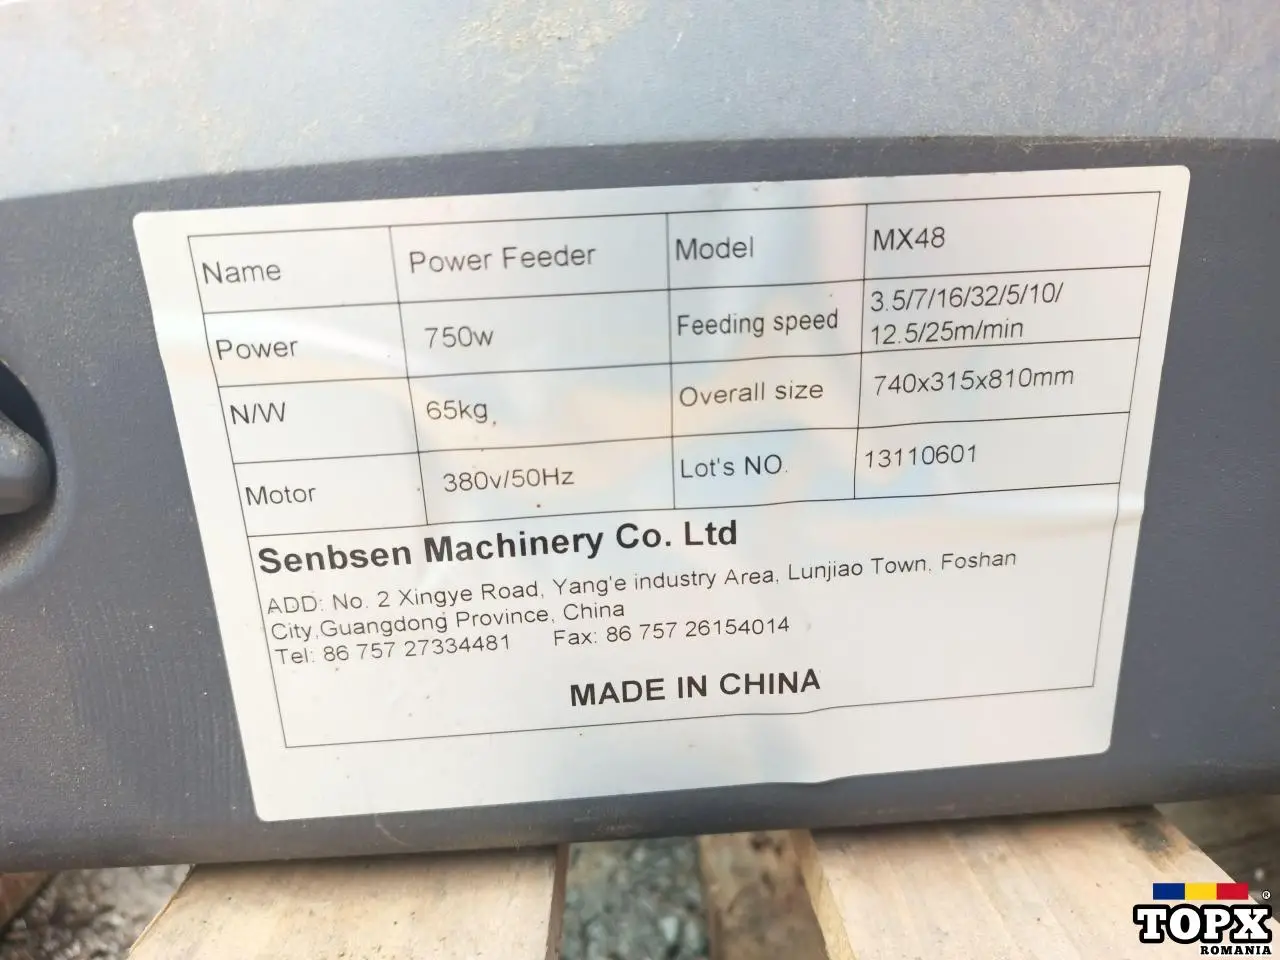 Name Power Feeder Model MX48
Power 750w Feeding speed 3.5/7/16/32/5/10/
12.5/25m/min
N/W 65kg, Overall size 740x315x810mm
Motor 380v/50Hz Lot's NO. 13110601
Senbsen Machinery Co. Ltd
ADD: No. 2 Xingye Road, Yang'e industry Area, Lunjiao Town, Foshan
City,Guangdong Province, China
Tel: 86 757 27334481 Fax: 86 757 26154014
MADE IN CHINA
TOPX®
ROMANIA